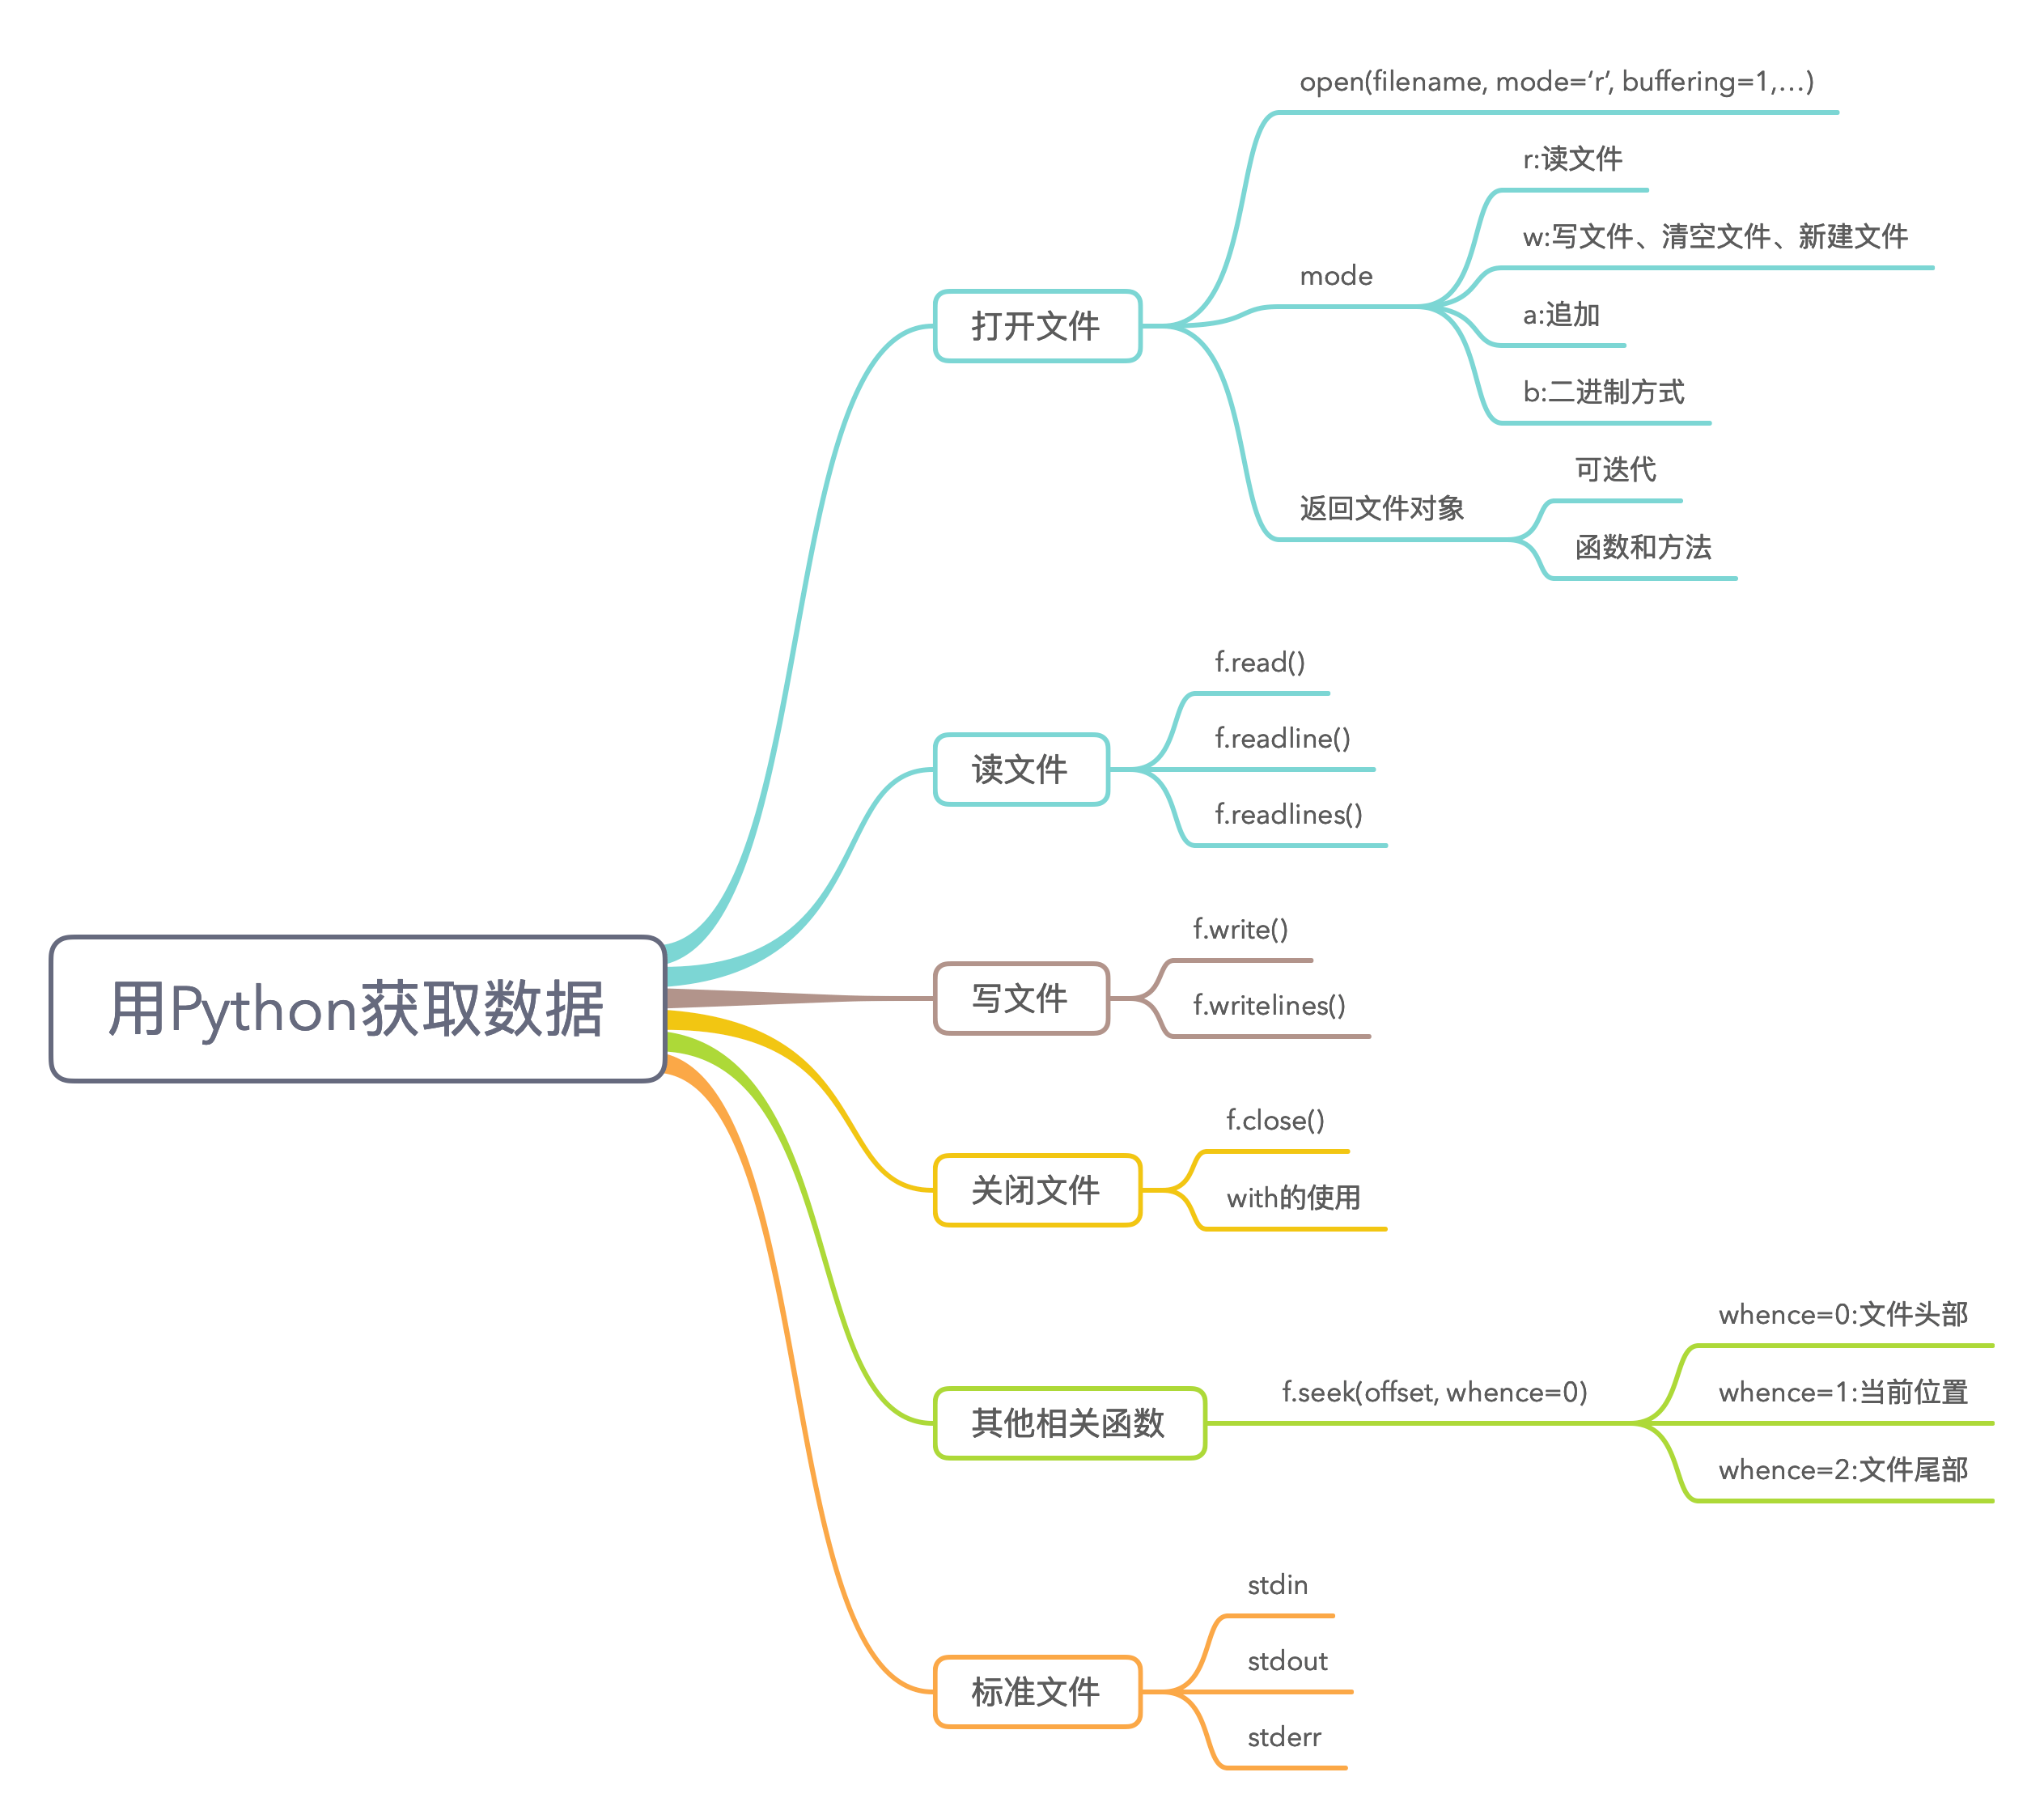 用Python获取数据
打开文件
open(filename, mode=‘r’, buffering=1,…)
mode
r:读文件
w:写文件、清空文件、新建文件
a:追加
b:二进制方式
返回文件对象
可迭代
函数和方法
读文件
f.read()
f.readline()
f.readlines()
写文件
f.write()
f.writelines()
关闭文件
f.close()
with的使用
其他相关函数
f.seek(offset, whence=0)
whence=0:文件头部
whence=1:当前位置
whence=2:文件尾部
标准文件
stdin
stdout
stderr